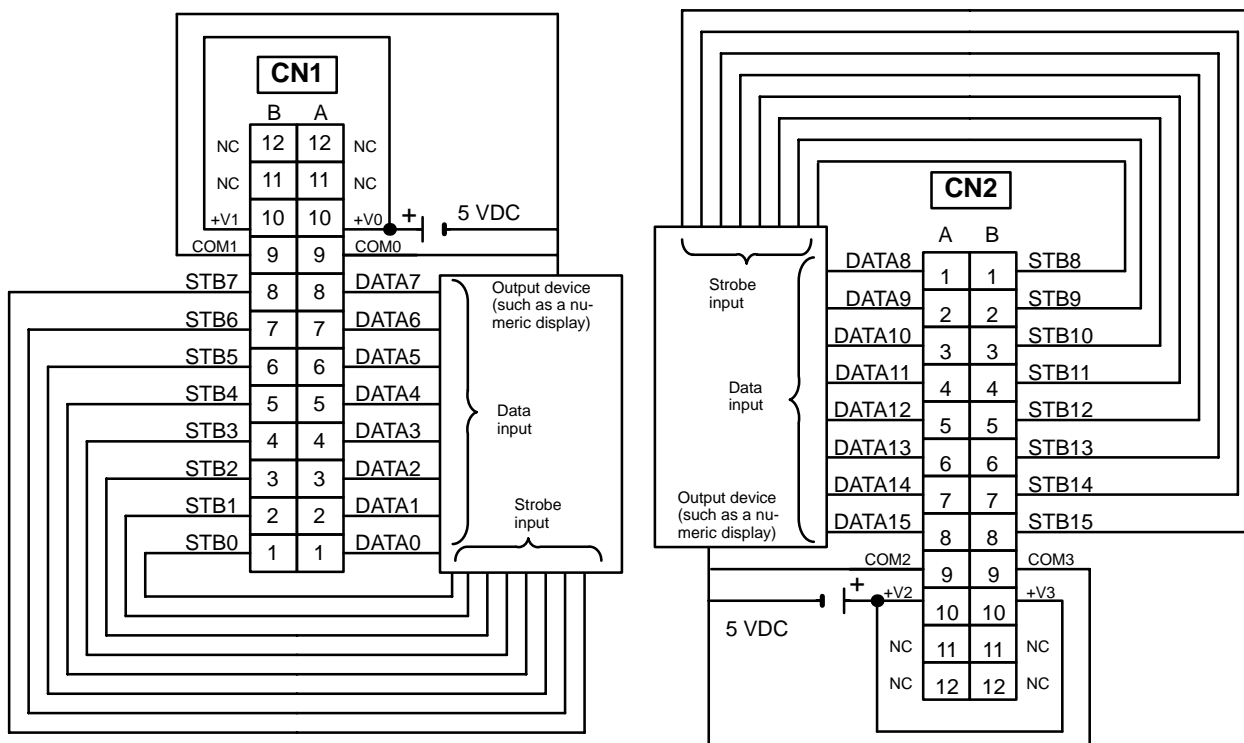 CN1
B A
NC 12 12 NC
NC 11 11 NC
+V1 10 10 +V0 + 5 VDC
COM1 9 9 COM0
STB7 8 8 DATA7
STB6 7 7 DATA6
STB5 6 6 DATA5
STB4 5 5 DATA4
STB3 4 4 DATA3
STB2 3 3 DATA2
STB1 2 2 DATA1
STB0 1 1 DATA0
Output device
(such as a nu-
meric display)
Data
input
Strobe
input
CN2
A B
DATA8 1 1 STB8
DATA9 2 2 STB9
DATA10 3 3 STB10
DATA11 4 4 STB11
DATA12 5 5 STB12
DATA13 6 6 STB13
DATA14 7 7 STB14
DATA15 8 8 STB15
COM2 9 9 COM3
+ +V2 10 10 +V3
5 VDC
NC 11 11 NC
NC 12 12 NC
Strobe
input
Data
input
Output device
(such as a nu-
meric display)